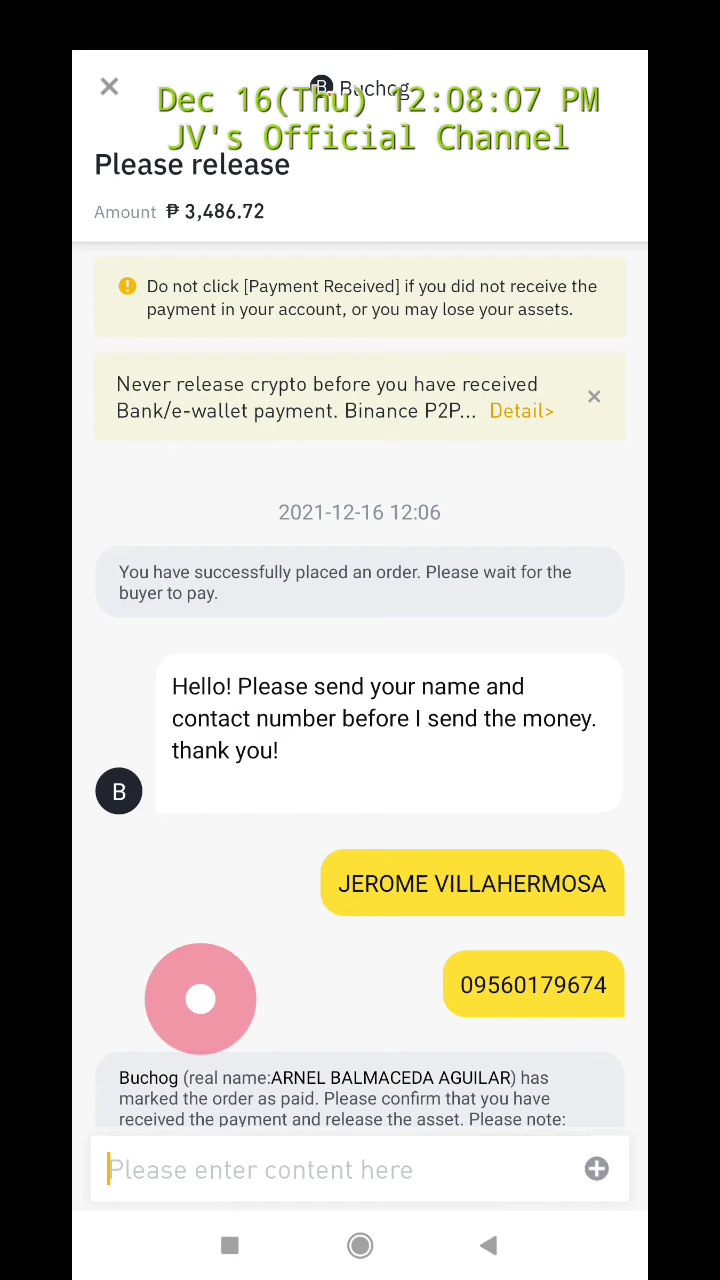 B Buchog
Dec 16(Thu) 12:08:07 PM
JV's Official Channel
Please release
Amount ₱ 3,486.72
Do not click [Payment Received] if you did not receive the
payment in your account, or you may lose your assets.
Never release crypto before you have received
Bank/e-wallet payment. Binance P2P... Detail>
2021-12-16 12:06
You have successfully placed an order. Please wait for the
buyer to pay.
Hello! Please send your name and
contact number before I send the money.
thank you!
B
JEROME VILLAHERMOSA
09560179674
Buchog (real name:ARNEL BALMACEDA AGUILAR) has
marked the order as paid. Please confirm that you have
received the payment and release the asset. Please note:
Please enter content here